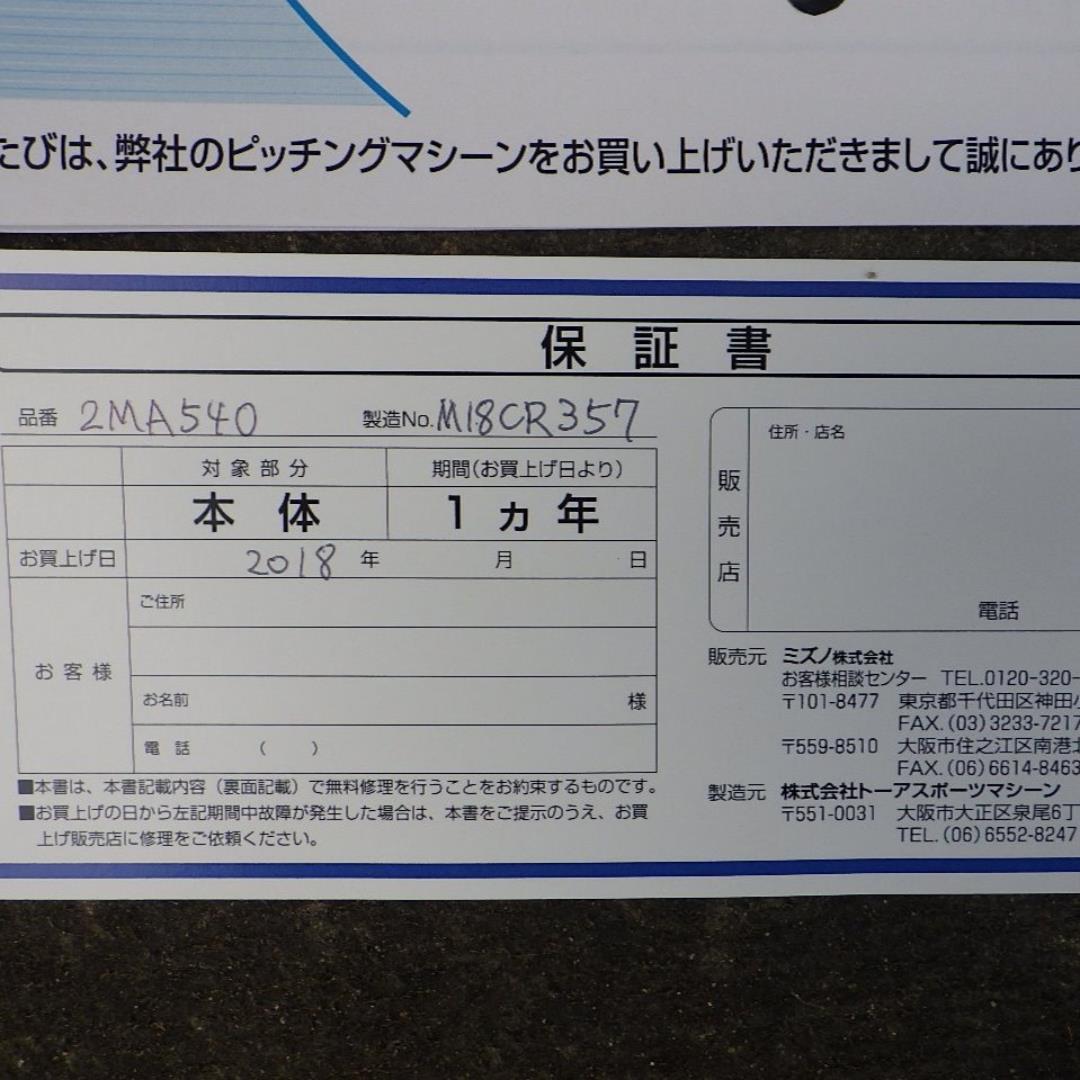 たびは、弊社のピッチングマシーンをお買い上げいただきまして誠にあり
保証書
品番 2MA540 製造No. M18CR357
対象部分 期間(お買上げ日より)
本体 1ヵ年
お買上げ日 2018年 月 日
お客様
ご住所
お名前 様
電話 ( )
■本書は、本書記載内容(裏面記載)で無料修理を行うことをお約束するものです。
■お買上げの日から左記期間中故障が発生した場合は、本書をご提示のうえ、お買
上げ販売店に修理をご依頼ください。
販売店
住所・店名
電話
販売元 ミズノ株式会社
お客様相談センター TEL.0120-320-
〒101-8477 東京都千代田区神田小
FAX.(03)3233-7217
〒559-8510 大阪市住之江区南港北
FAX.(06)6614-8463
製造元 株式会社トーアスポーツマシーン
〒551-0031 大阪市大正区泉尾6丁
TEL.(06)6552-8247